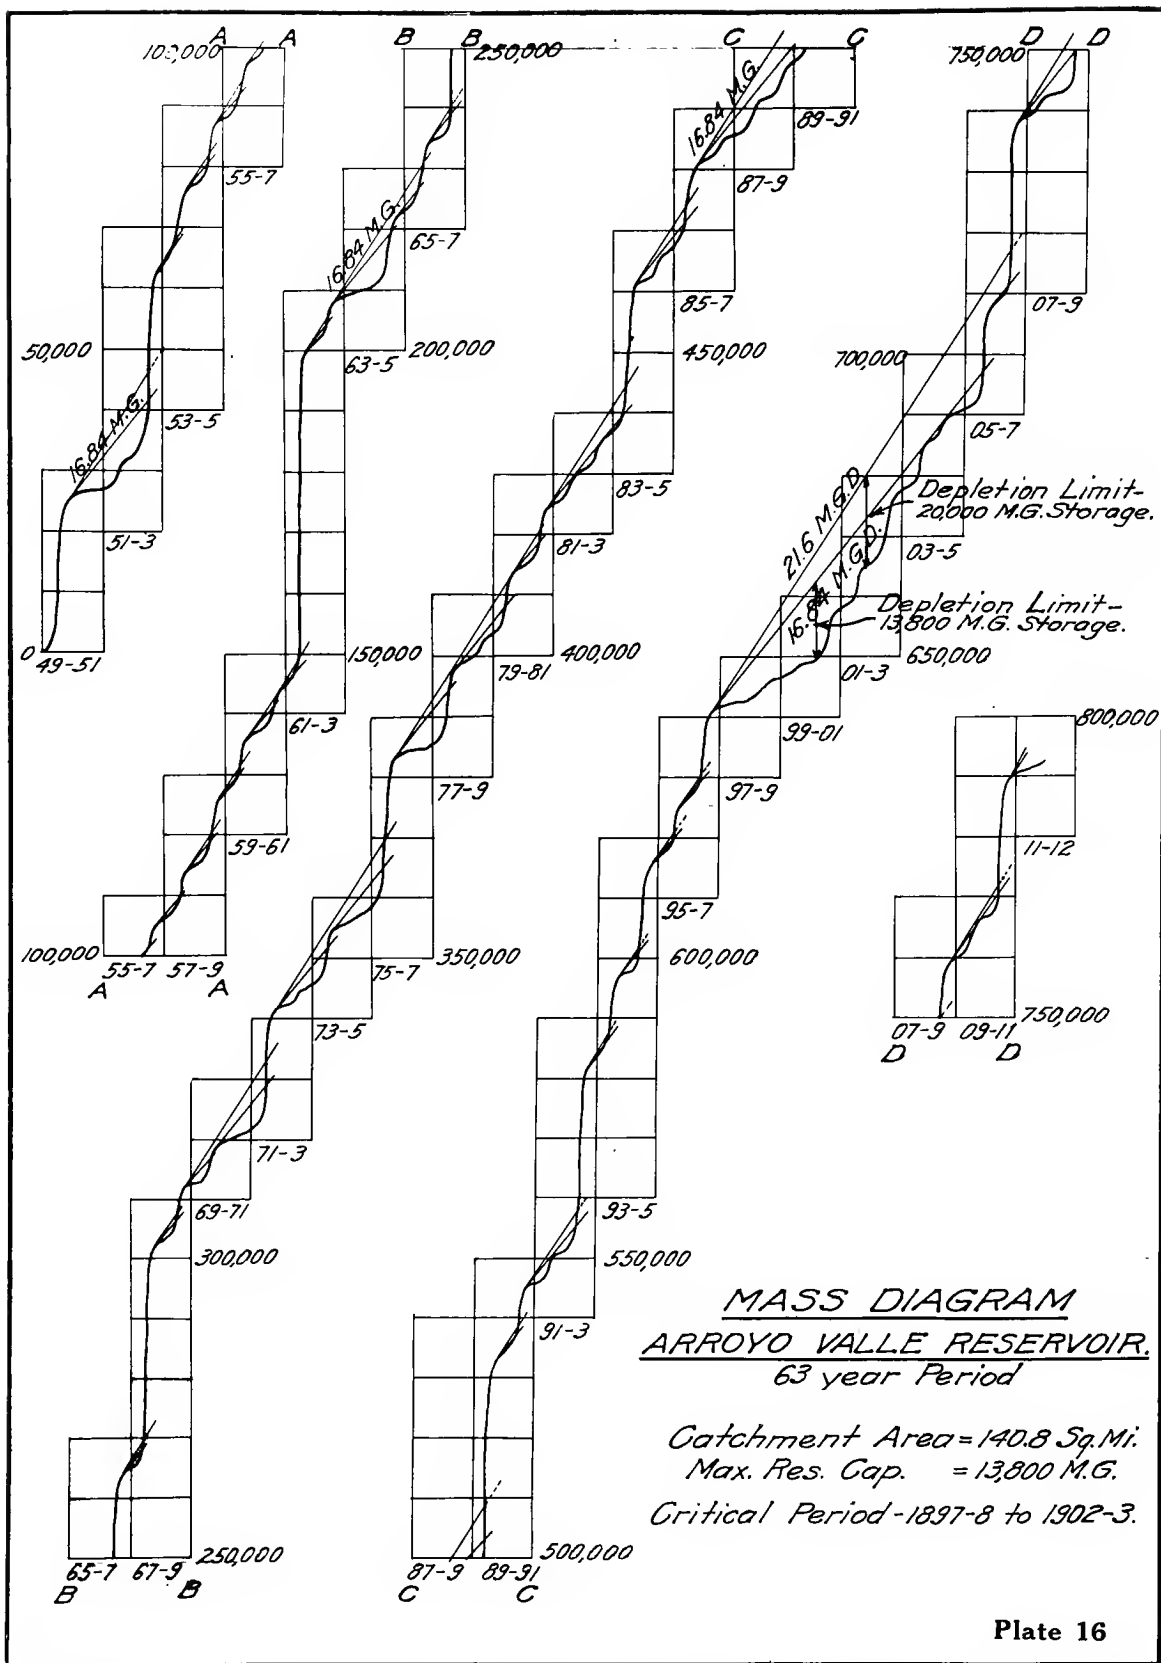 A A
100,000
55-7
50,000
53-5
16.84 M.G.
51-3
0
49-51
B B
250,000
65-7
16.84 M.G.
63-5
200,000
150,000
61-3
59-61
100,000
55-7 57-9
A A
C C
16.84 M.G.
89-91
87-9
85-7
450,000
83-5
81-3
79-81
400,000
77-9
75-7
350,000
73-5
71-3
69-71
300,000
65-7 67-9
250,000
B B
D D
750,000
07-9
700,000
05-7
21.6 M.G.D.
16.84 M.G.D.
Depletion Limit-
20,000 M.G. Storage.
03-5
Depletion Limit-
13,800 M.G. Storage.
01-3
650,000
99-01
97-9
95-7
600,000
93-5
550,000
91-3
87-9 89-91
500,000
C C
800,000
11-12
07-9 09-11
750,000
D D
MASS DIAGRAM
ARROYO VALLE RESERVOIR.
63 year Period
Catchment Area = 140.8 Sq. Mi.
Max. Res. Cap. = 13,800 M.G.
Critical Period - 1897-8 to 1902-3.
Plate 16